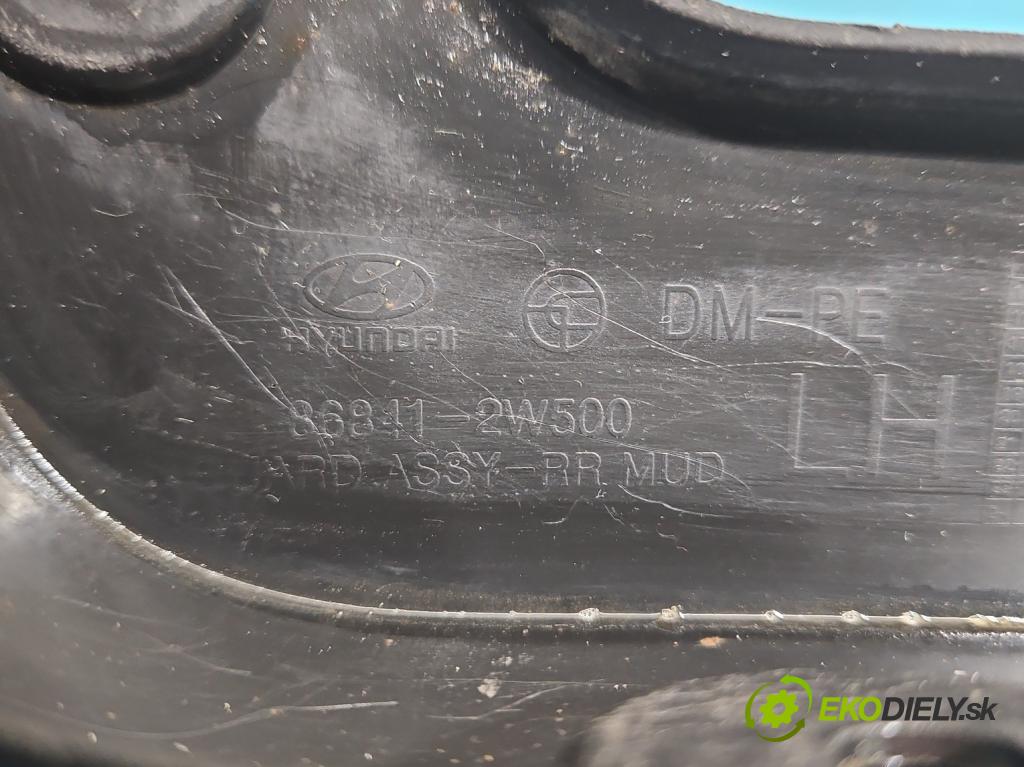 HYUNDAI DM-PE
86841-2W500 LH
ARD ASSY-RR MUD
EKODIELY.sk